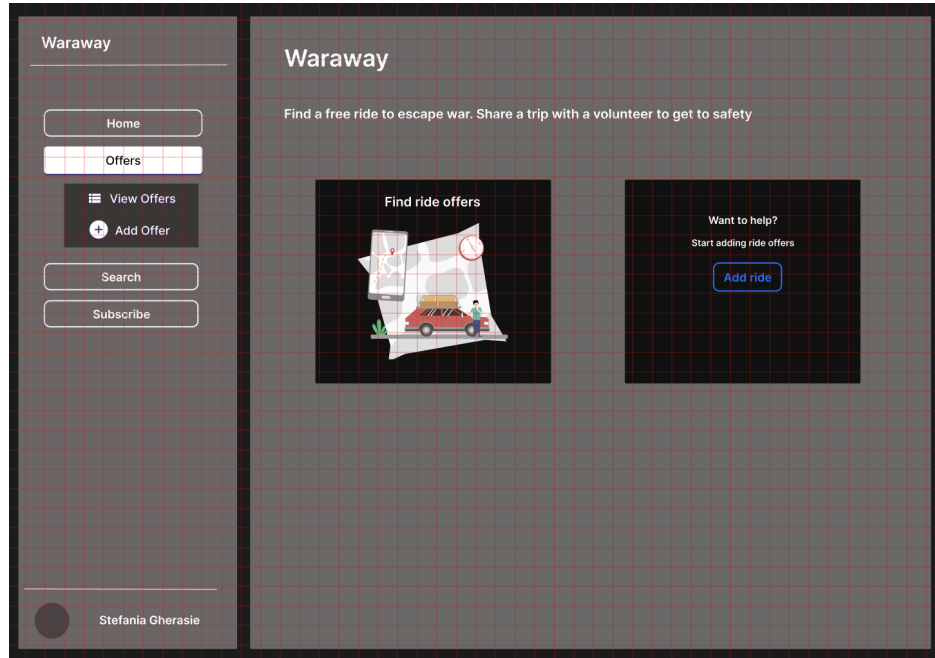 Waraway
Home
Offers
View Offers
Add Offer
Search
Subscribe
Stefania Gherasie
Waraway
Find a free ride to escape war. Share a trip with a volunteer to get to safety
Find ride offers
Want to help?
Start adding ride offers
Add ride